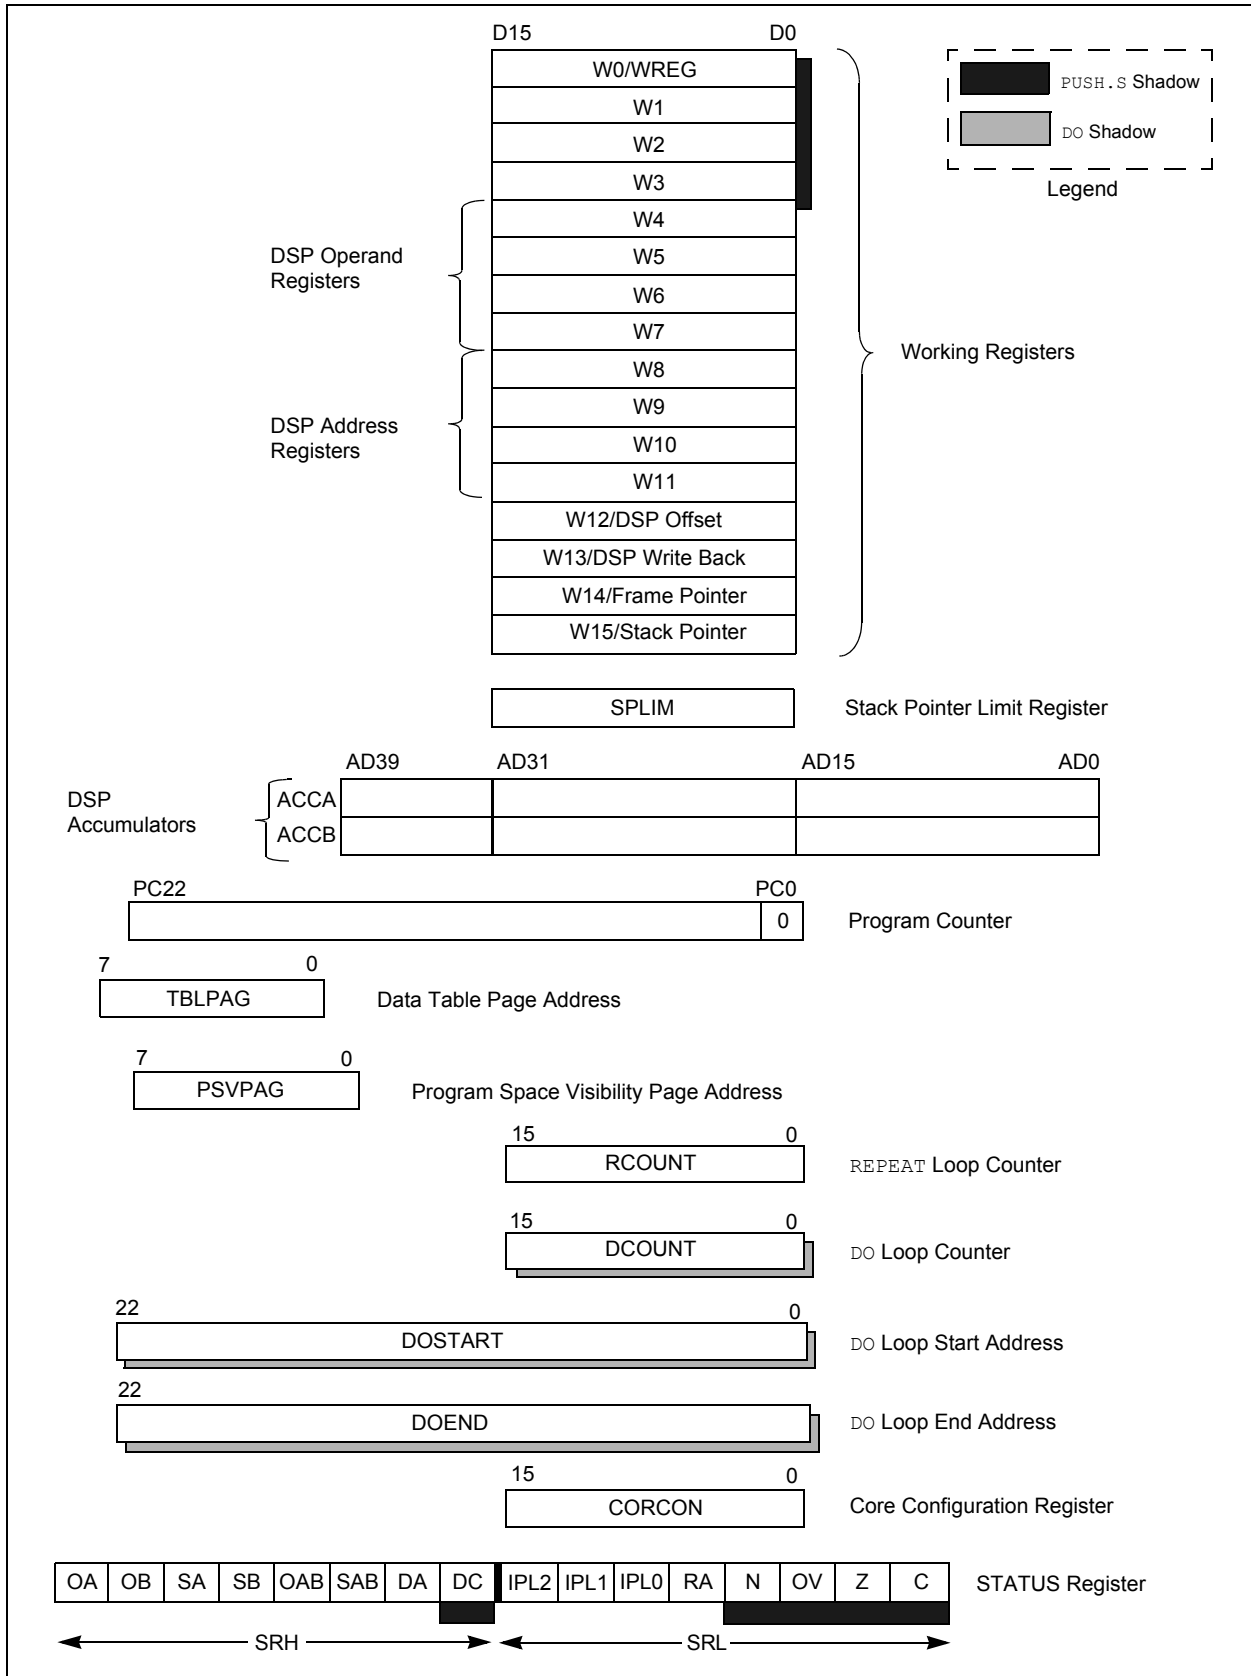 D15 D0
W0/WREG
W1
W2
W3
W4
W5
W6
W7
W8
W9
W10
W11
W12/DSP Offset
W13/DSP Write Back
W14/Frame Pointer
W15/Stack Pointer
PUSH.S Shadow
DO Shadow
Legend
DSP Operand
Registers
DSP Address
Registers
Working Registers
SPLIM Stack Pointer Limit Register
AD39 AD31 AD15 AD0
DSP
Accumulators
ACCA
ACCB
PC22 PC0
0 Program Counter
7 0
TBLPAG Data Table Page Address
7 0
PSVPAG Program Space Visibility Page Address
15 0
RCOUNT REPEAT Loop Counter
15 0
DCOUNT DO Loop Counter
22 0
DOSTART DO Loop Start Address
22
DOEND DO Loop End Address
15 0
CORCON Core Configuration Register
OA OB SA SB OAB SAB DA DC IPL2 IPL1 IPL0 RA N OV Z C STATUS Register
SRH SRL